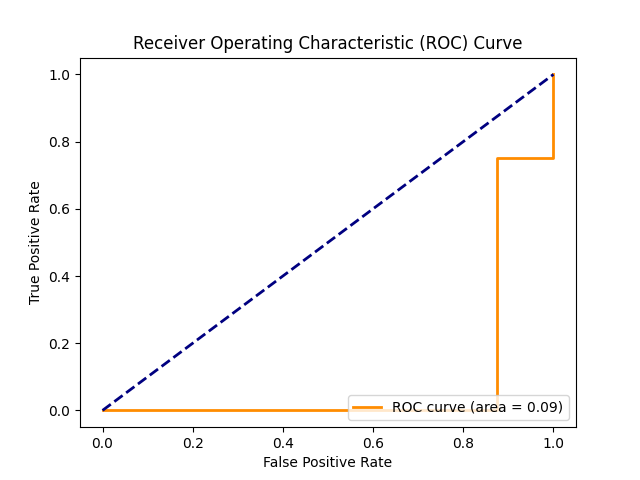 Receiver Operating Characteristic (ROC) Curve
1.0
0.8
0.6
0.4
0.2
0.0
True Positive Rate
ROC curve (area = 0.09)
0.0 0.2 0.4 0.6 0.8 1.0
False Positive Rate